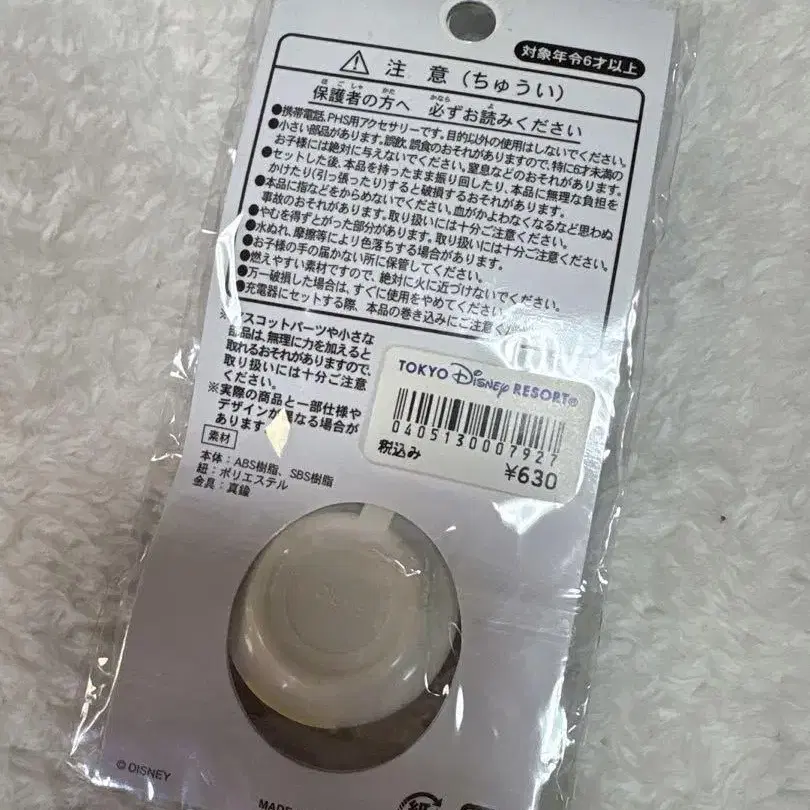 対象年令6才以上
注 意（ちゅうい）
保護者の方へ 必ずお読みください
ほごしゃ かた かなら よ
●携帯電話、PHS用アクセサリーです。目的以外の使用はしないでください。
●小さい部品があります。誤飲、誤食のおそれがありますので、特に6才未満の
お子様には絶対に与えないでください。窒息などのおそれがあります。
●セットした後、本品を持ったまま振り回したり、本品に無理な負担を
かけたり(引っ張ったり)すると破損するおそれがあります。
●本品に指などをからめないでください。血がかよわなくなるなど思わぬ
事故のおそれがあります。取り扱いには十分ご注意ください。
●やむを得ずとがった部分があります。取り扱いには十分ご注意ください。
●水ぬれ、摩擦等により色落ちする場合があります。
●お子様の手の届かない所に保管してください。
●燃えやすい素材ですので、絶対に火に近づけないでください。
●万一破損した場合は、すぐに使用をやめてください。
●充電器にセットする際、本品の巻き込みにご注意く
※マスコットパーツや小さな
部品は、無理に力を加えると
取れるおそれがありますので、
取り扱いには十分ご注意
ください。
※実際の商品と一部仕様や
デザインが異なる場合が
あります。
素材
本体：ABS樹脂、SBS樹脂
紐：ポリエステル
金具：真鍮
TOKYO Disney RESORT®
0405130007927
税込み
¥630
© DISNEY
MADE
紙